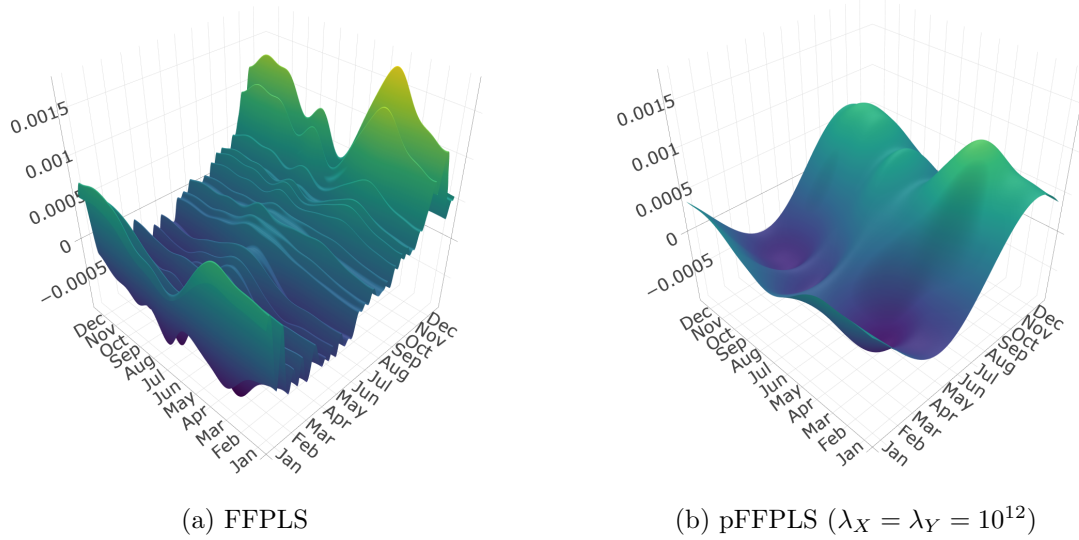 0.0015
0.001
0.0005
0
−0.0005
Dec
Nov
Oct
Sep
Aug
Jul
Jun
May
Apr
Mar
Feb
Jan
Jan
Feb
Mar
Apr
May
Jun
Jul
Aug
Sep
Oct
Nov
Dec
(a) FFPLS
0.0015
0.001
0.0005
0
−0.0005
Dec
Nov
Oct
Sep
Aug
Jul
Jun
May
Apr
Mar
Feb
Jan
Jan
Feb
Mar
Apr
May
Jun
Jul
Aug
Sep
Oct
Nov
Dec
(b) pFFPLS (λ_X = λ_Y = 10^12)